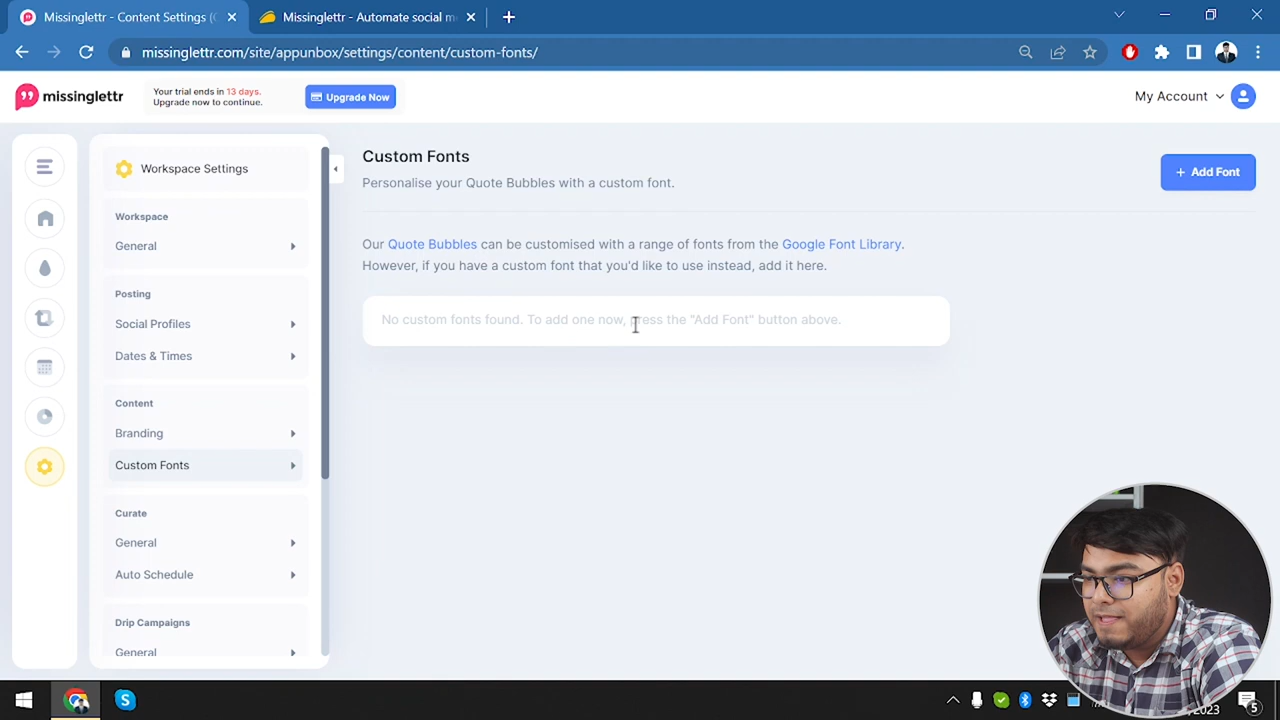 Missinglettr - Content Settings (
Missinglettr - Automate social m
missinglettr.com/site/appunbox/settings/content/custom-fonts/
missinglettr
Your trial ends in 13 days.
Upgrade now to continue.
Upgrade Now
My Account
Workspace Settings
Workspace
General
Posting
Social Profiles
Dates & Times
Content
Branding
Custom Fonts
Curate
General
Auto Schedule
Drip Campaigns
General
Custom Fonts
Personalise your Quote Bubbles with a custom font.
+ Add Font
Our Quote Bubbles can be customised with a range of fonts from the Google Font Library.
However, if you have a custom font that you'd like to use instead, add it here.
No custom fonts found. To add one now, press the "Add Font" button above.
2023
5